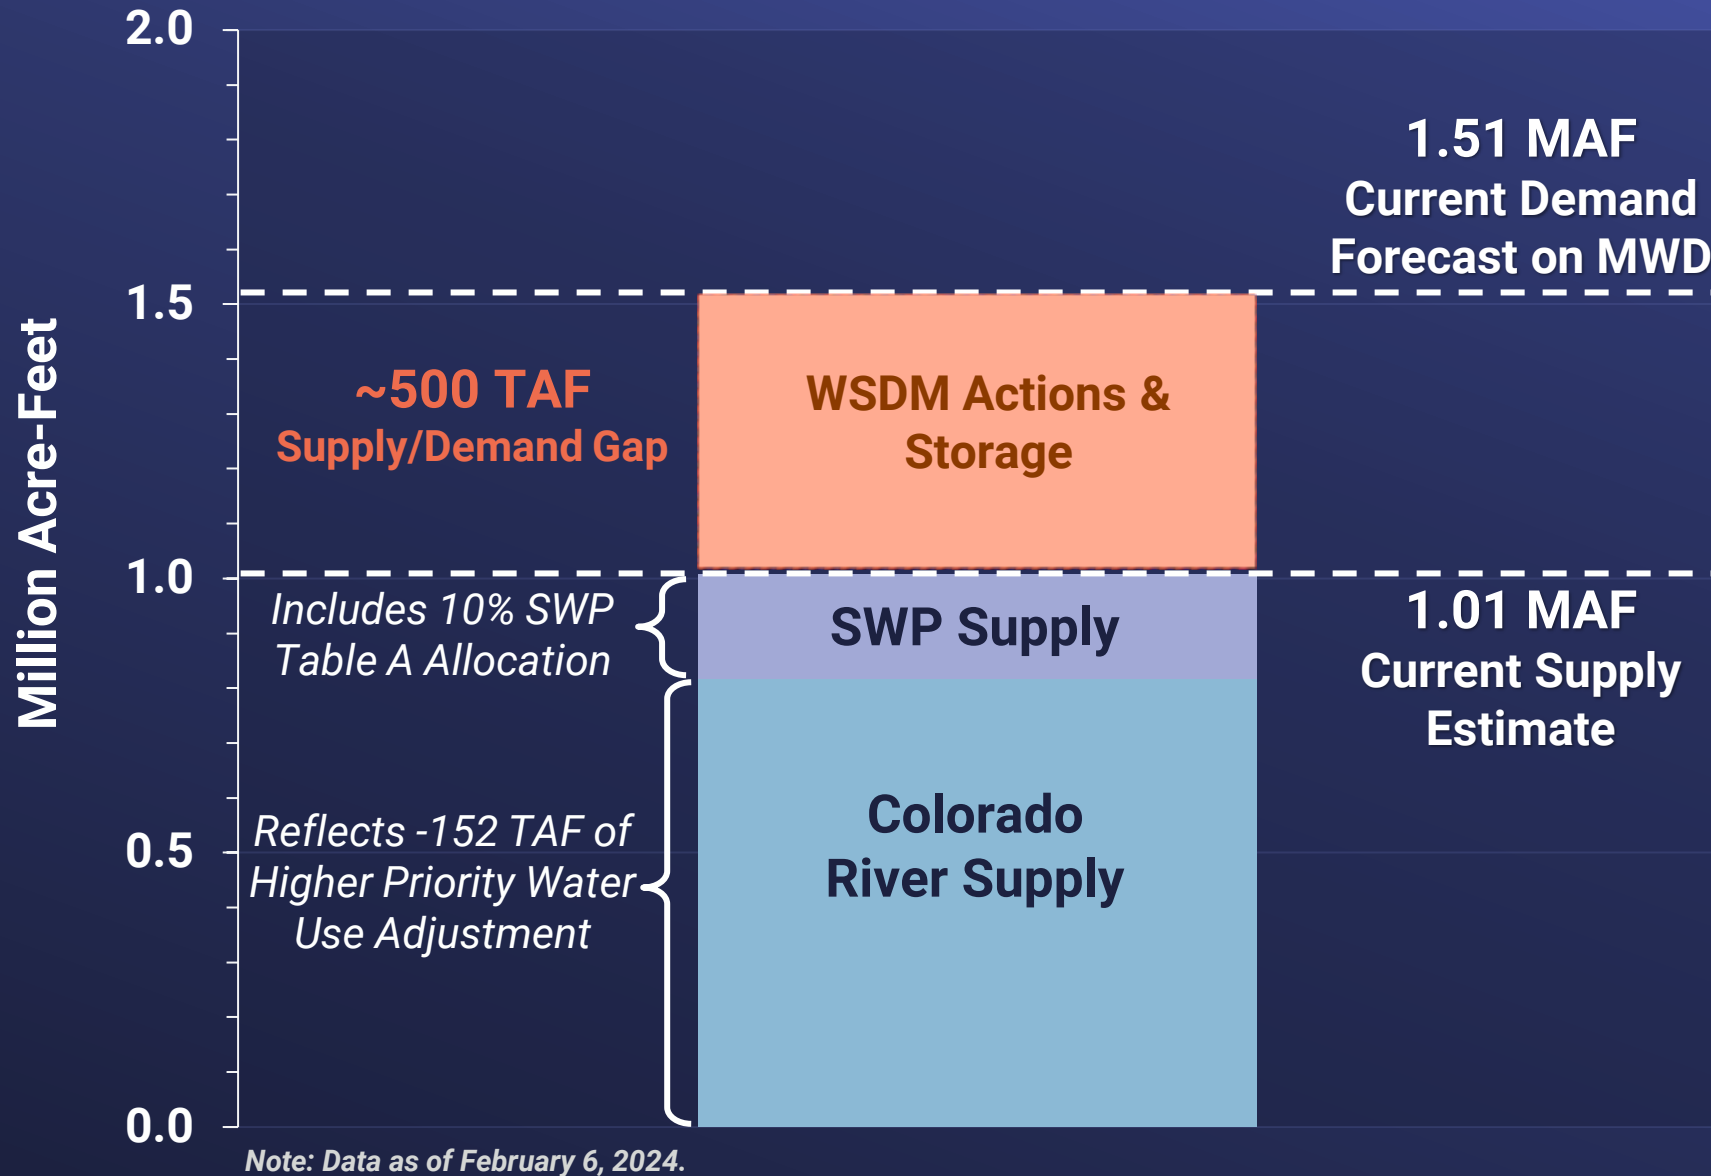 Million Acre-Feet
2.0
1.5
1.0
0.5
0.0
1.51 MAF
Current Demand
Forecast on MWD
~500 TAF
Supply/Demand Gap
WSDM Actions &
Storage
Includes 10% SWP
Table A Allocation
SWP Supply
1.01 MAF
Current Supply
Estimate
Reflects -152 TAF of
Higher Priority Water
Use Adjustment
Colorado
River Supply
Note: Data as of February 6, 2024.